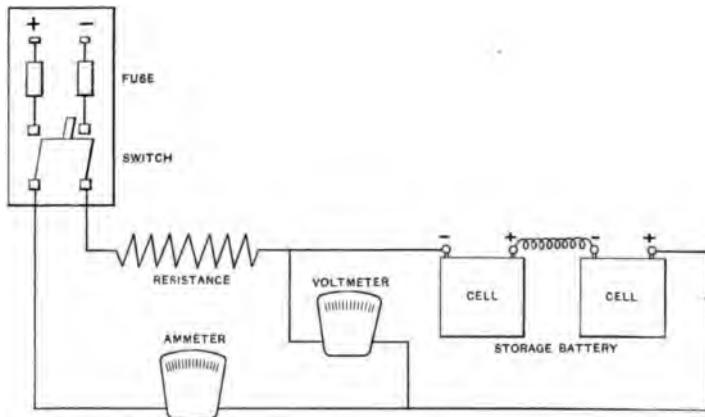 + -
FUSE
SWITCH
- + - +
RESISTANCE
VOLTMETER
CELL CELL
STORAGE BATTERY
AMMETER